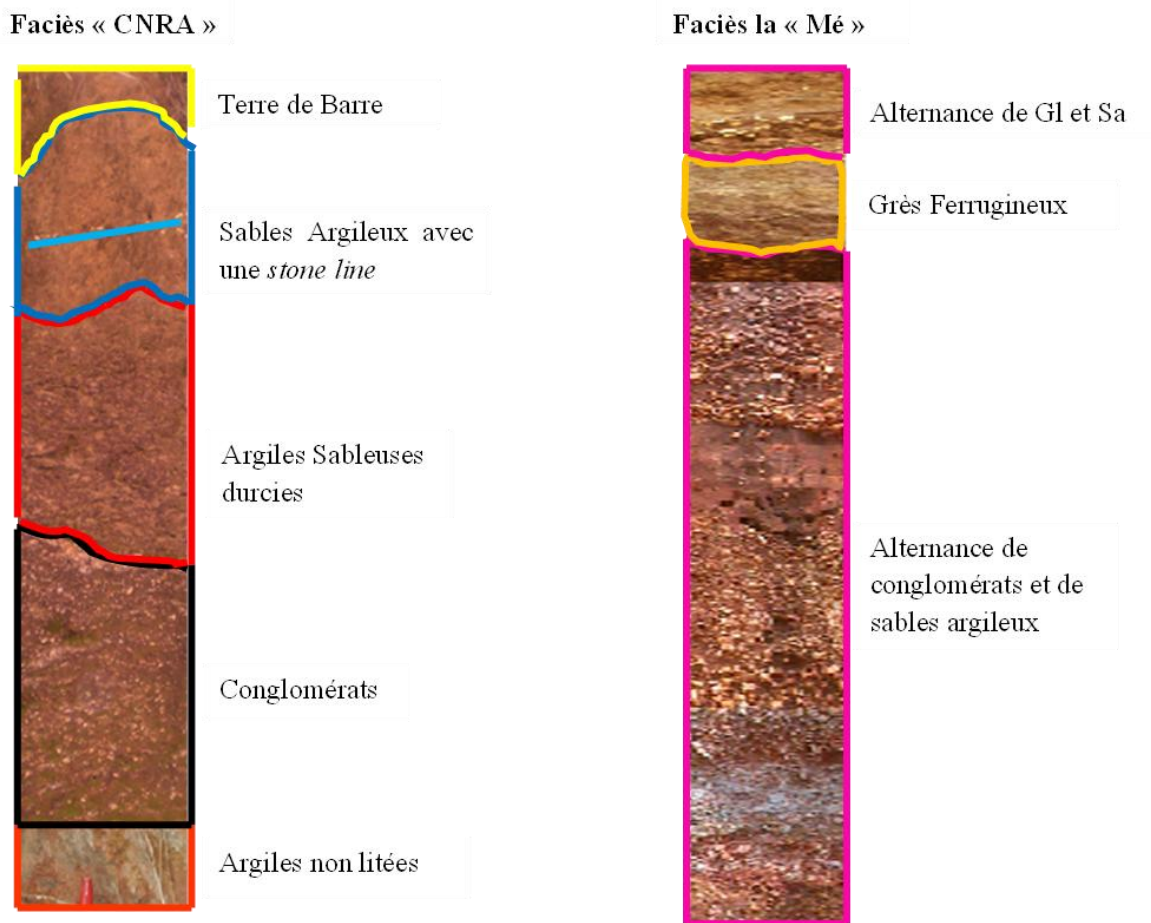 Faciès « CNRA »
Terre de Barre
Sables Argileux avec
une stone line
Argiles Sableuses
durcies
Conglomérats
Argiles non litées
Faciès la « Mé »
Alternance de Gl et Sa
Grès Ferrugineux
Alternance de
conglomérats et de
sables argileux